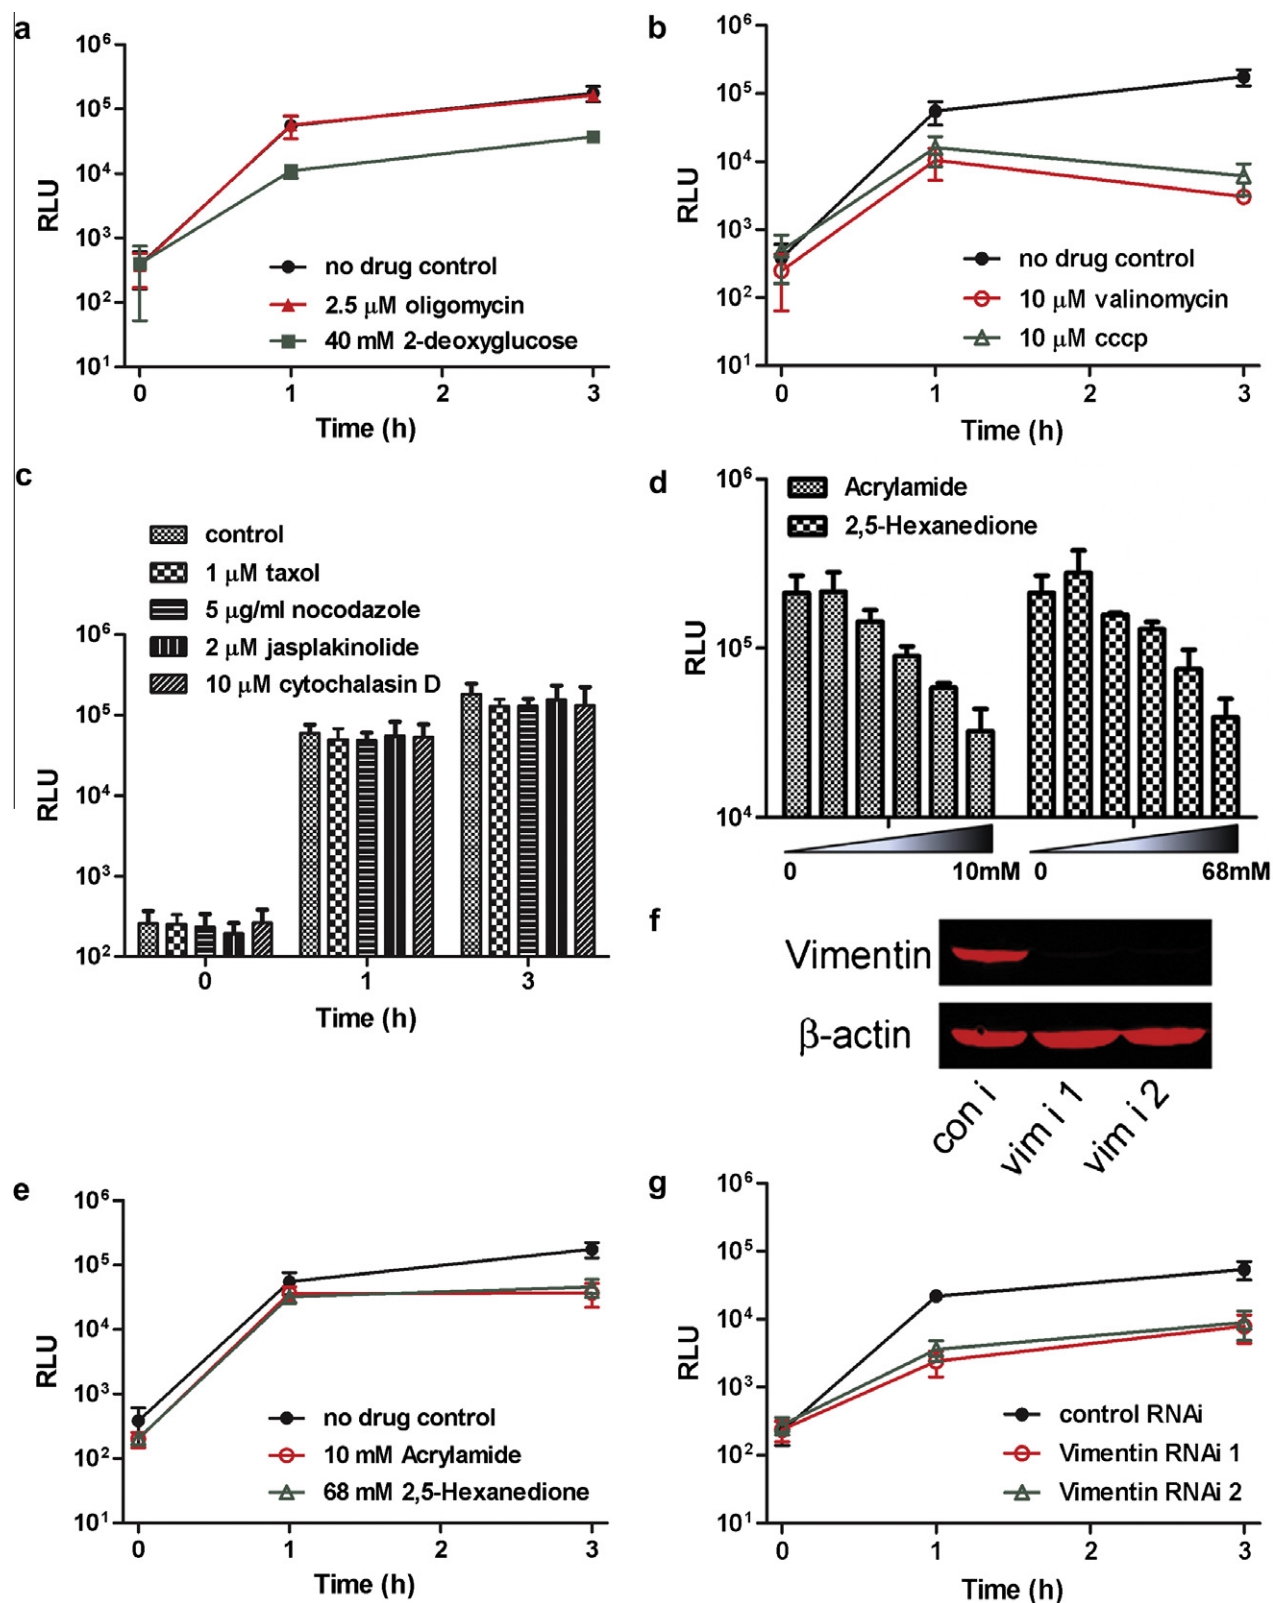 a
10⁶
10⁵
10⁴
10³
10²
10¹
RLU
no drug control
2.5 μM oligomycin
40 mM 2-deoxyglucose
0 1 2 3
Time (h)
b
10⁶
10⁵
10⁴
10³
10²
10¹
RLU
no drug control
10 μM valinomycin
10 μM cccp
0 1 2 3
Time (h)
c
control
1 μM taxol
5 μg/ml nocodazole
2 μM jasplakinolide
10 μM cytochalasin D
10⁶
10⁵
10⁴
10³
10²
RLU
0 1 3
Time (h)
d
Acrylamide
2,5-Hexanedione
10⁶
10⁵
10⁴
RLU
0 10mM 0 68mM
f
Vimentin
β-actin
con i
vim i 1
vim i 2
e
10⁶
10⁵
10⁴
10³
10²
10¹
RLU
no drug control
10 mM Acrylamide
68 mM 2,5-Hexanedione
0 1 2 3
Time (h)
g
10⁶
10⁵
10⁴
10³
10²
10¹
RLU
control RNAi
Vimentin RNAi 1
Vimentin RNAi 2
0 1 2 3
Time (h)